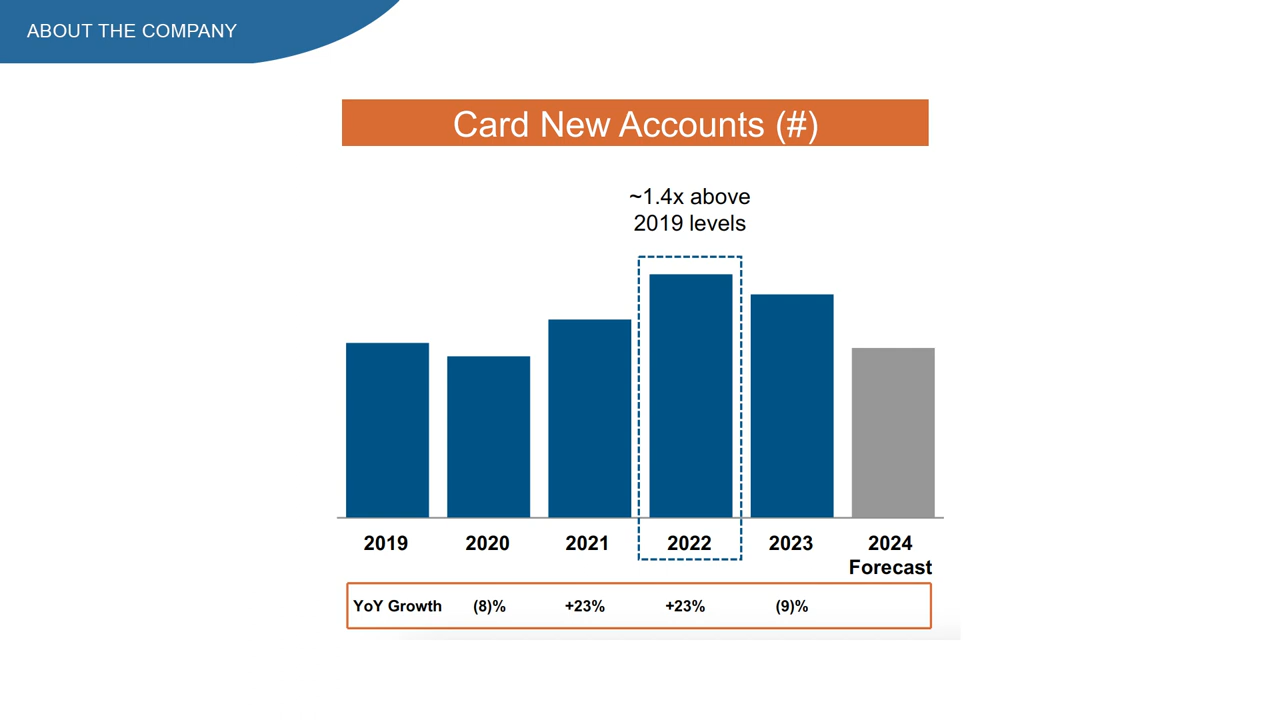 ABOUT THE COMPANY
Card New Accounts (#)
~1.4x above
2019 levels
2019 2020 2021 2022 2023 2024
Forecast
YoY Growth (8)% +23% +23% (9)%